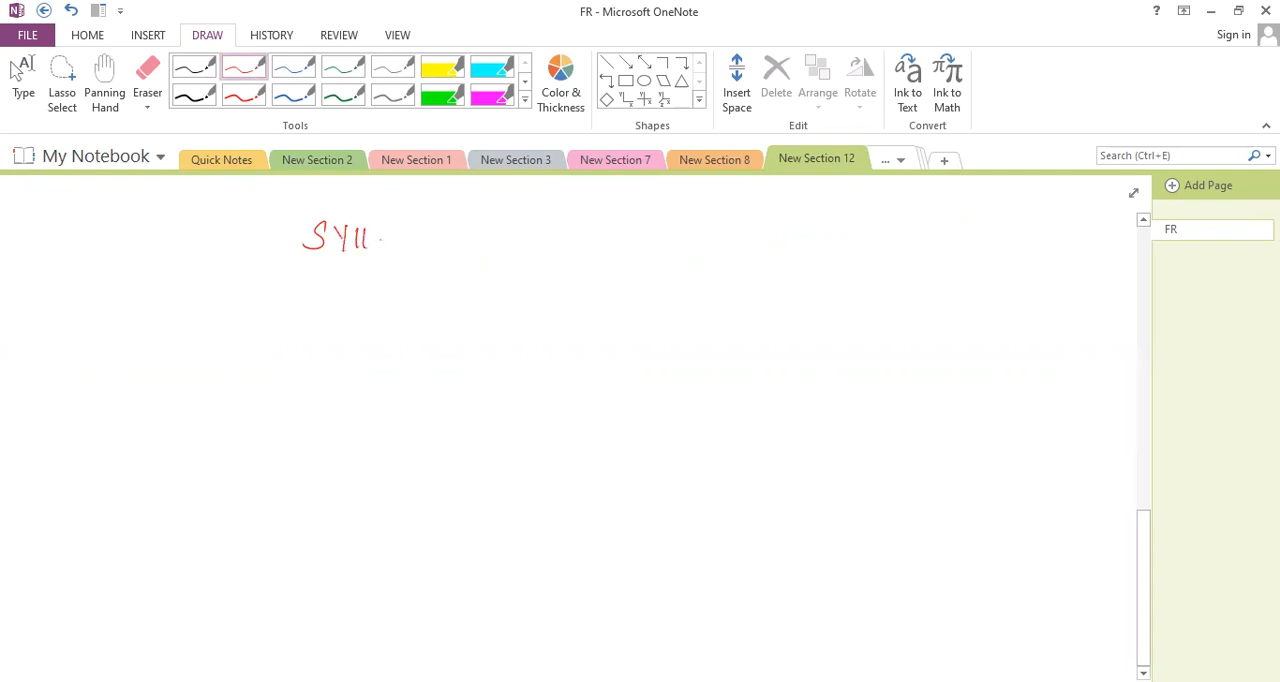 FR - Microsoft OneNote
?
FILE HOME INSERT DRAW HISTORY REVIEW VIEW
Sign in
Type
Lasso Select
Panning Hand
Eraser
Color & Thickness
Insert Space
Delete
Arrange
Rotate
Ink to Text
Ink to Math
Tools
Shapes
Edit
Convert
My Notebook
Quick Notes
New Section 2
New Section 1
New Section 3
New Section 7
New Section 8
New Section 12
...
Search (Ctrl+E)
Add Page
FR